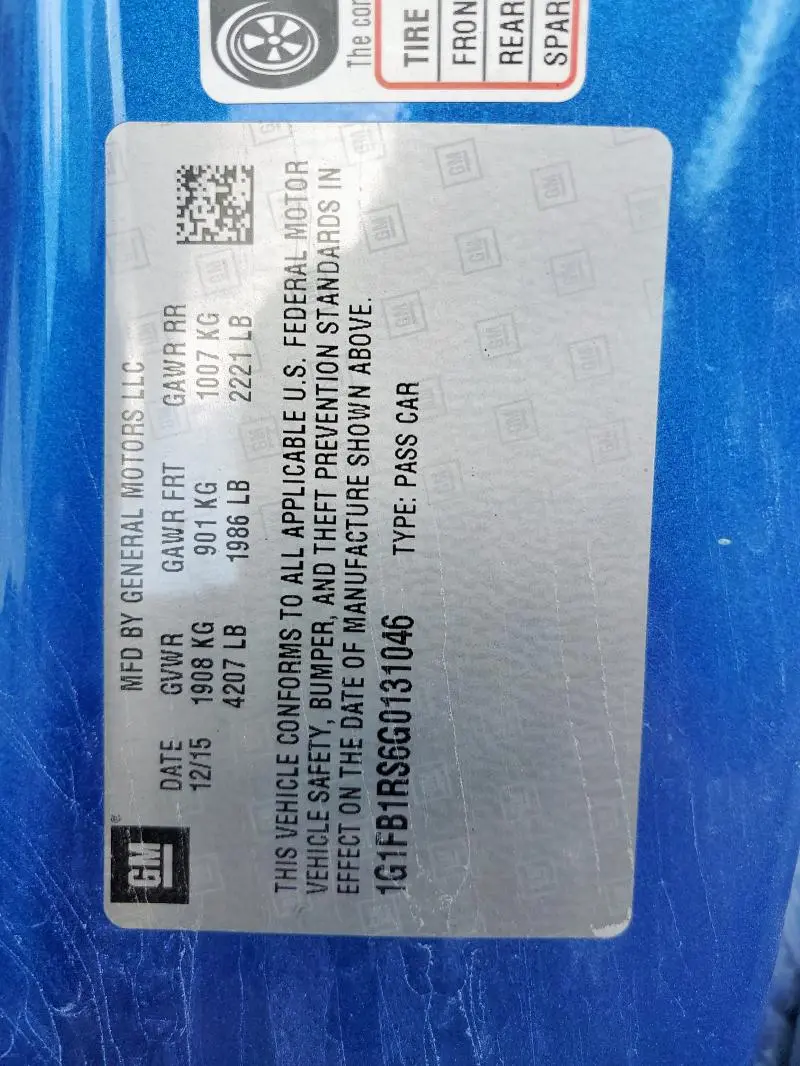 GM®
MFD BY GENERAL MOTORS LLC
DATE GVWR GAWR FRT GAWR RR
12/15 1908 KG 901 KG 1007 KG
4207 LB 1986 LB 2221 LB
THIS VEHICLE CONFORMS TO ALL APPLICABLE U.S. FEDERAL MOTOR
VEHICLE SAFETY, BUMPER, AND THEFT PREVENTION STANDARDS IN
EFFECT ON THE DATE OF MANUFACTURE SHOWN ABOVE.
1G1FB1RS6G0131046 TYPE: PASS CAR
The
TIRE
FRON
REAR
SPAR